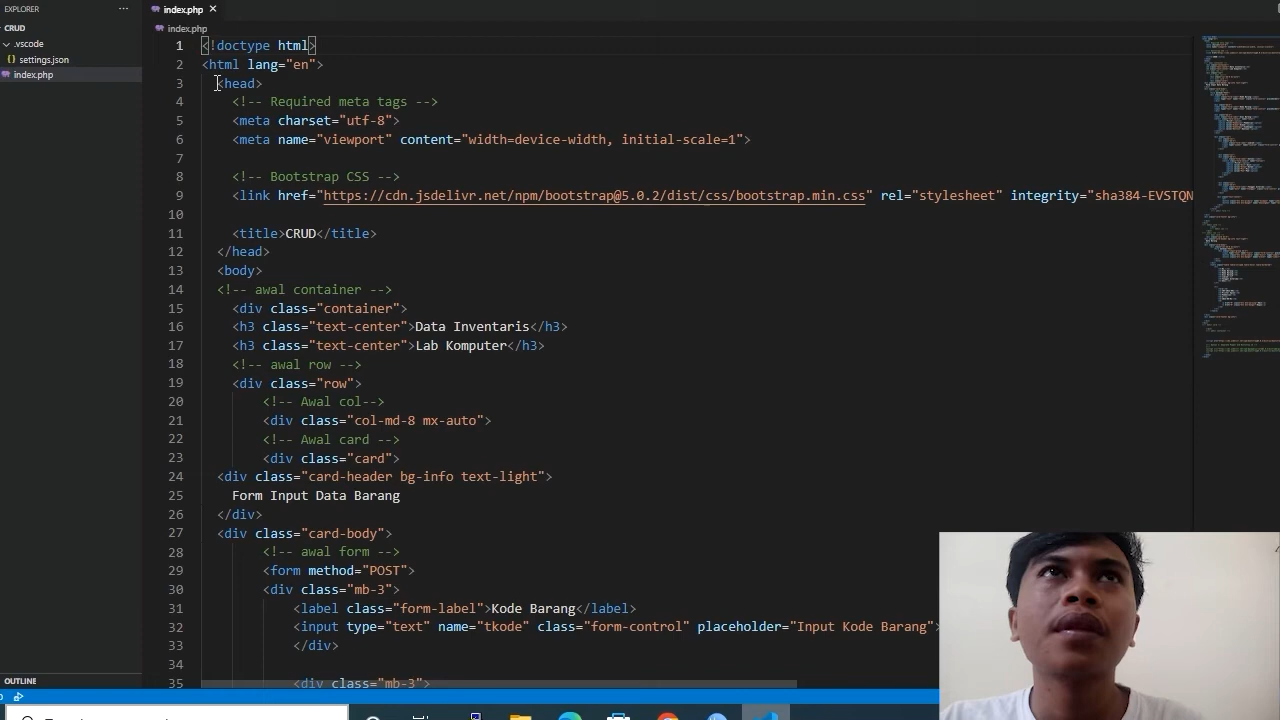 EXPLORER
···
index.php
CRUD
index.php
.vscode
{} settings.json
index.php
1 <!doctype html>
2 <html lang="en">
3 <head>
4 <!-- Required meta tags -->
5 <meta charset="utf-8">
6 <meta name="viewport" content="width=device-width, initial-scale=1">
7
8 <!-- Bootstrap CSS -->
9 <link href="https://cdn.jsdelivr.net/npm/bootstrap@5.0.2/dist/css/bootstrap.min.css" rel="stylesheet" integrity="sha384-EVSTQN
10
11 <title>CRUD</title>
12 </head>
13 <body>
14 <!-- awal container -->
15 <div class="container">
16 <h3 class="text-center">Data Inventaris</h3>
17 <h3 class="text-center">Lab Komputer</h3>
18 <!-- awal row -->
19 <div class="row">
20 <!-- Awal col-->
21 <div class="col-md-8 mx-auto">
22 <!-- Awal card -->
23 <div class="card">
24 <div class="card-header bg-info text-light">
25 Form Input Data Barang
26 </div>
27 <div class="card-body">
28 <!-- awal form -->
29 <form method="POST">
30 <div class="mb-3">
31 <label class="form-label">Kode Barang</label>
32 <input type="text" name="tkode" class="form-control" placeholder="Input Kode Barang">
33 </div>
34
35 <div class="mb-3">
OUTLINE